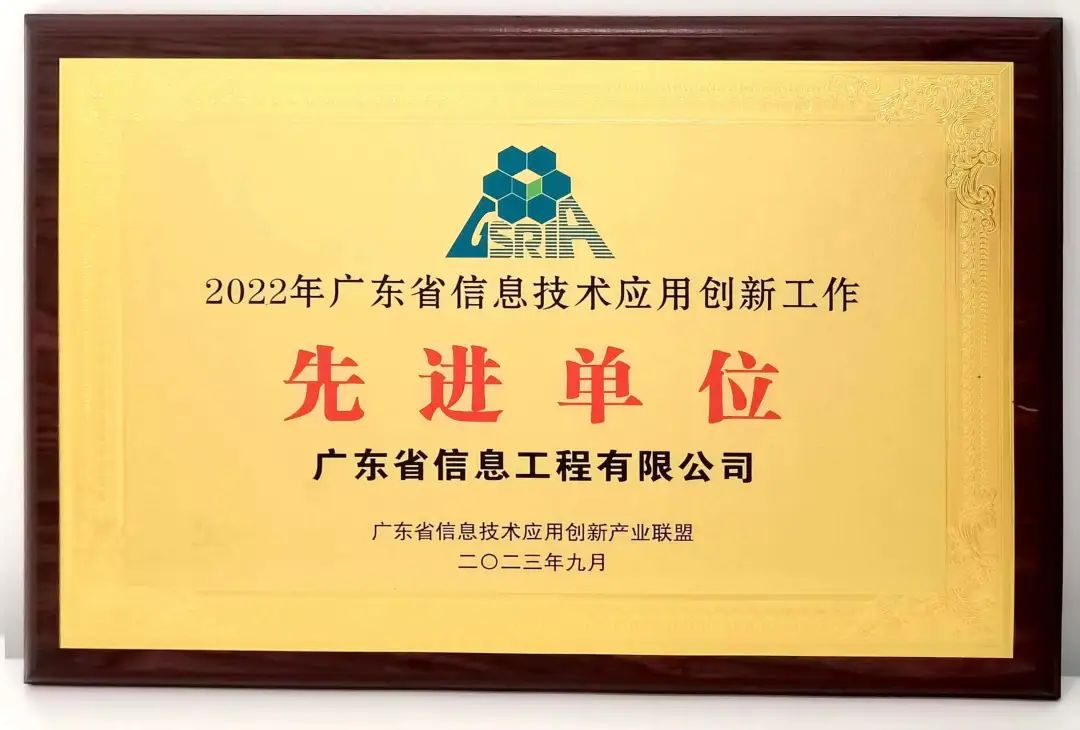 GSRIA
2022年广东省信息技术应用创新工作
先进单位
广东省信息工程有限公司
广东省信息技术应用创新产业联盟
二〇二三年九月